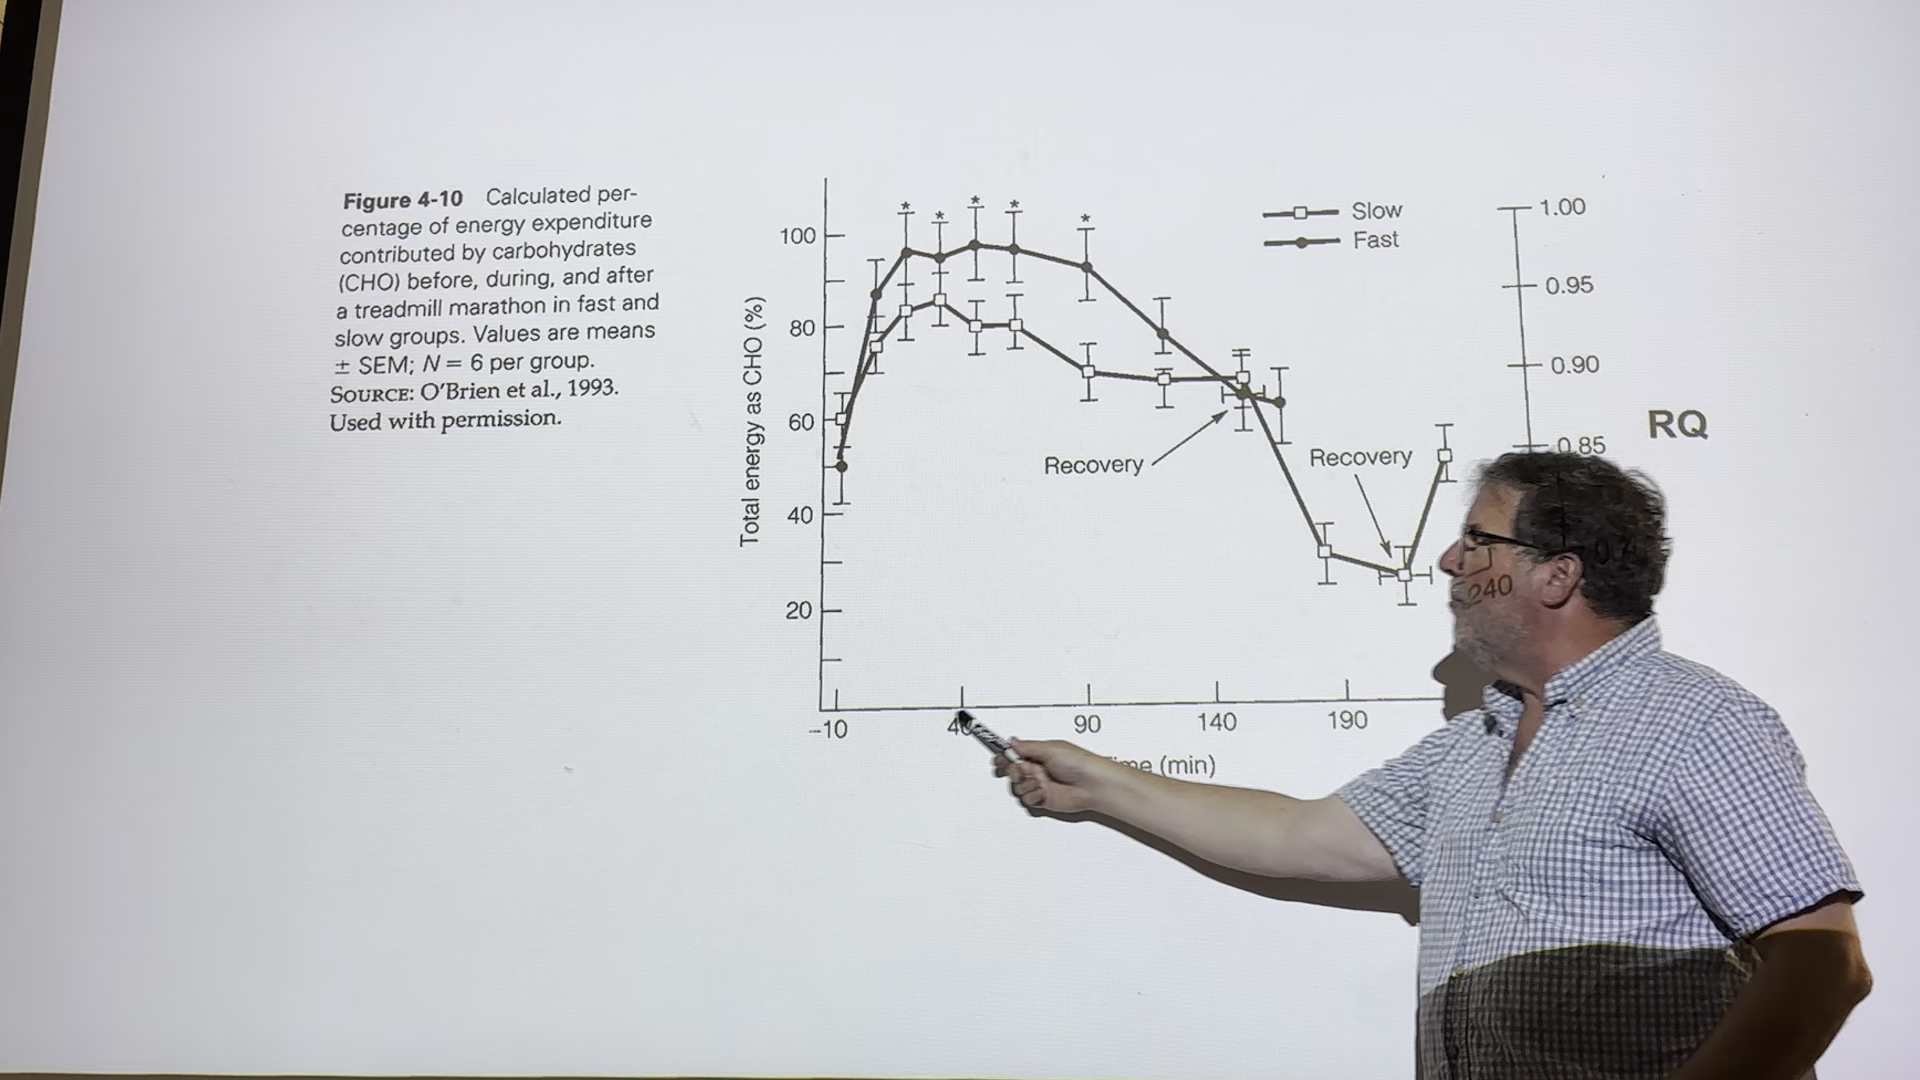 Figure 4-10 Calculated per-
centage of energy expenditure
contributed by carbohydrates
(CHO) before, during, and after
a treadmill marathon in fast and
slow groups. Values are means
± SEM; N = 6 per group.
SOURCE: O'Brien et al., 1993.
Used with permission.
Total energy as CHO (%)
100
80
60
40
20
* * * * *
Slow
Fast
Recovery
Recovery
1.00
0.95
0.90
0.85
RQ
–10
90
140
190
240
(min)